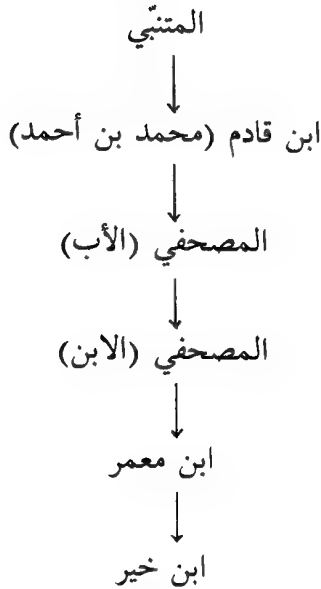 المتنبّي
ابن قادم (محمد بن أحمد)
المصحفي (الأب)
المصحفي (الابن)
ابن معمر
ابن خير